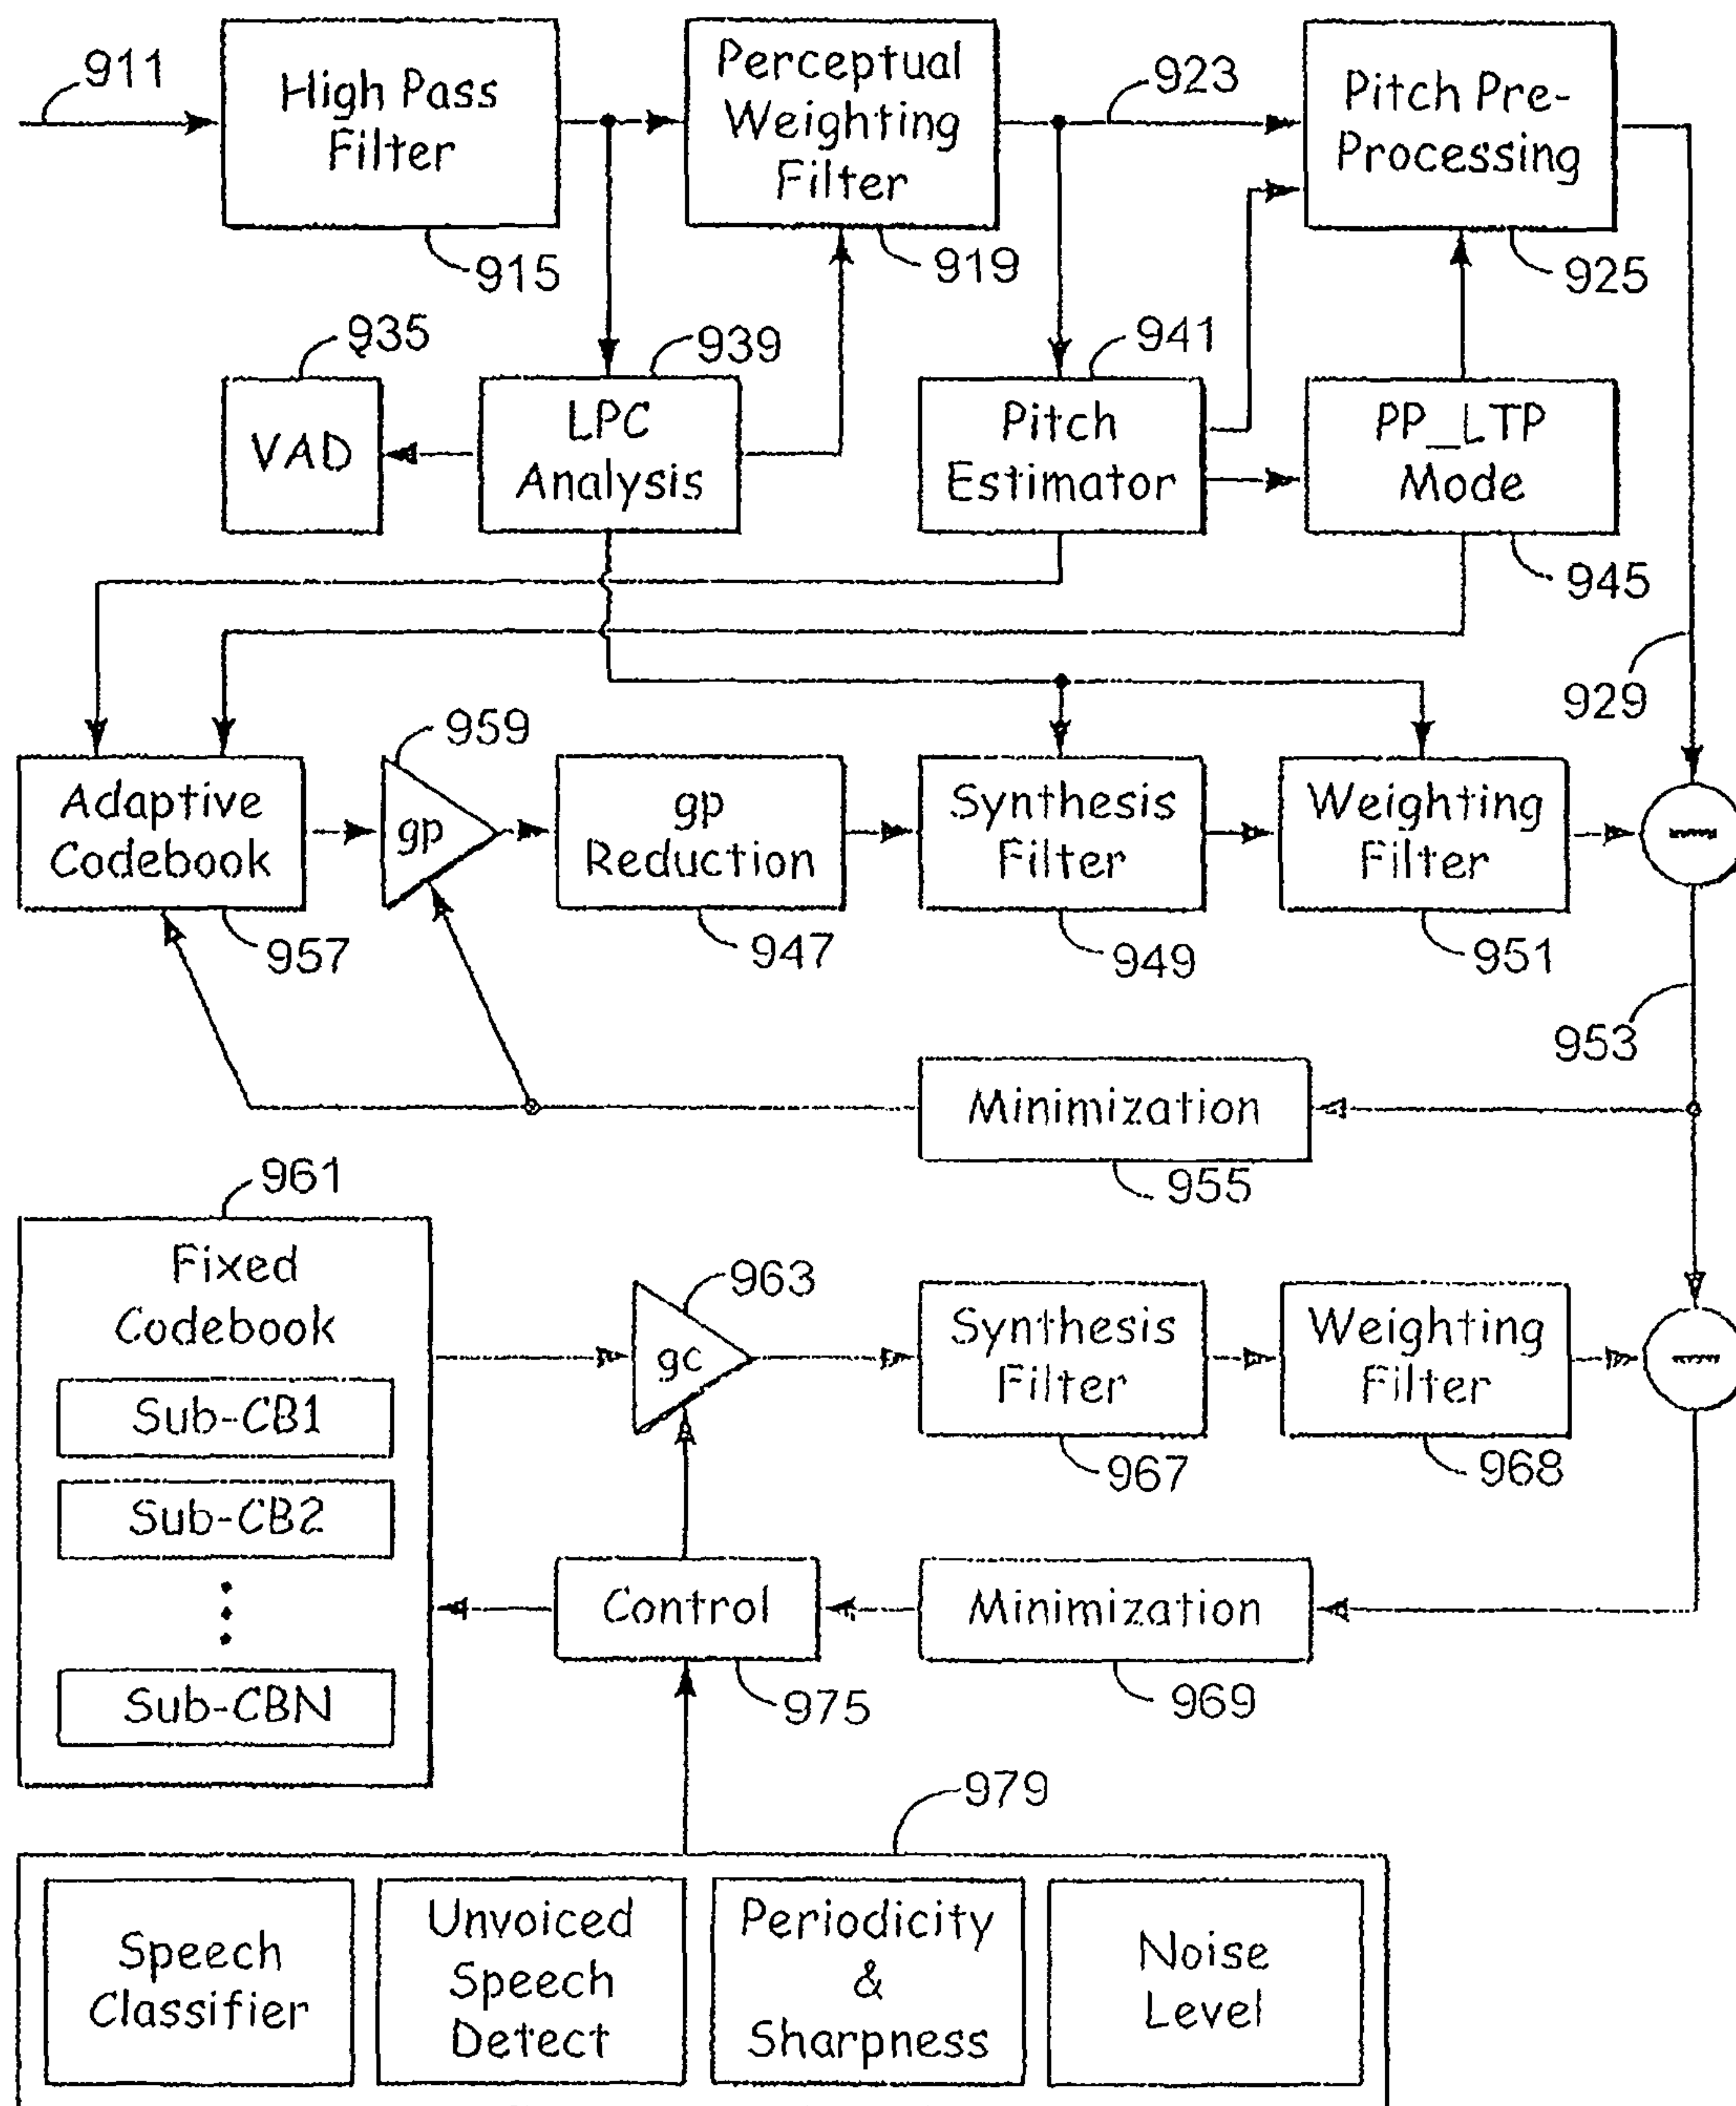 911
High Pass
Filter
915
Perceptual
Weighting
Filter
919
923
Pitch Pre-
Processing
925
935
VAD
939
LPC
Analysis
941
Pitch
Estimator
PP_LTP
Mode
945
929
Adaptive
Codebook
957
959
gp
gp
Reduction
947
Synthesis
Filter
949
Weighting
Filter
951
953
Minimization
955
961
Fixed
Codebook
Sub-CB1
Sub-CB2
Sub-CBN
963
gc
Synthesis
Filter
967
Weighting
Filter
968
Control
975
Minimization
969
979
Speech
Classifier
Unvoiced
Speech
Detect
Periodicity
&
Sharpness
Noise
Level